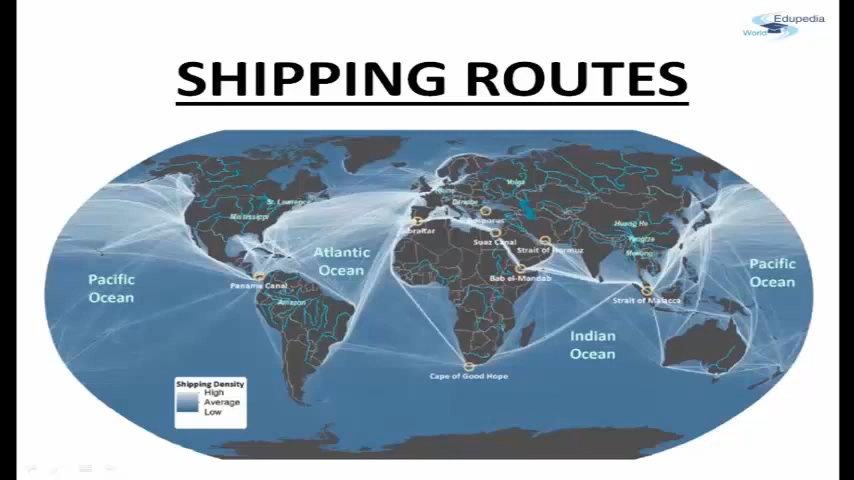 Edupedia
World
SHIPPING ROUTES
St. Lawrence
Mississippi
Volga
Danube
Bosporus
Gibraltar
Suez Canal
Strait of Hormuz
Huang Ho
Yangtze
Mekong
Atlantic
Ocean
Pacific
Ocean
Pacific
Ocean
Panama Canal
Bab el-Mandab
Strait of Malacca
Amazon
Indian
Ocean
Cape of Good Hope
Shipping Density
High
Average
Low